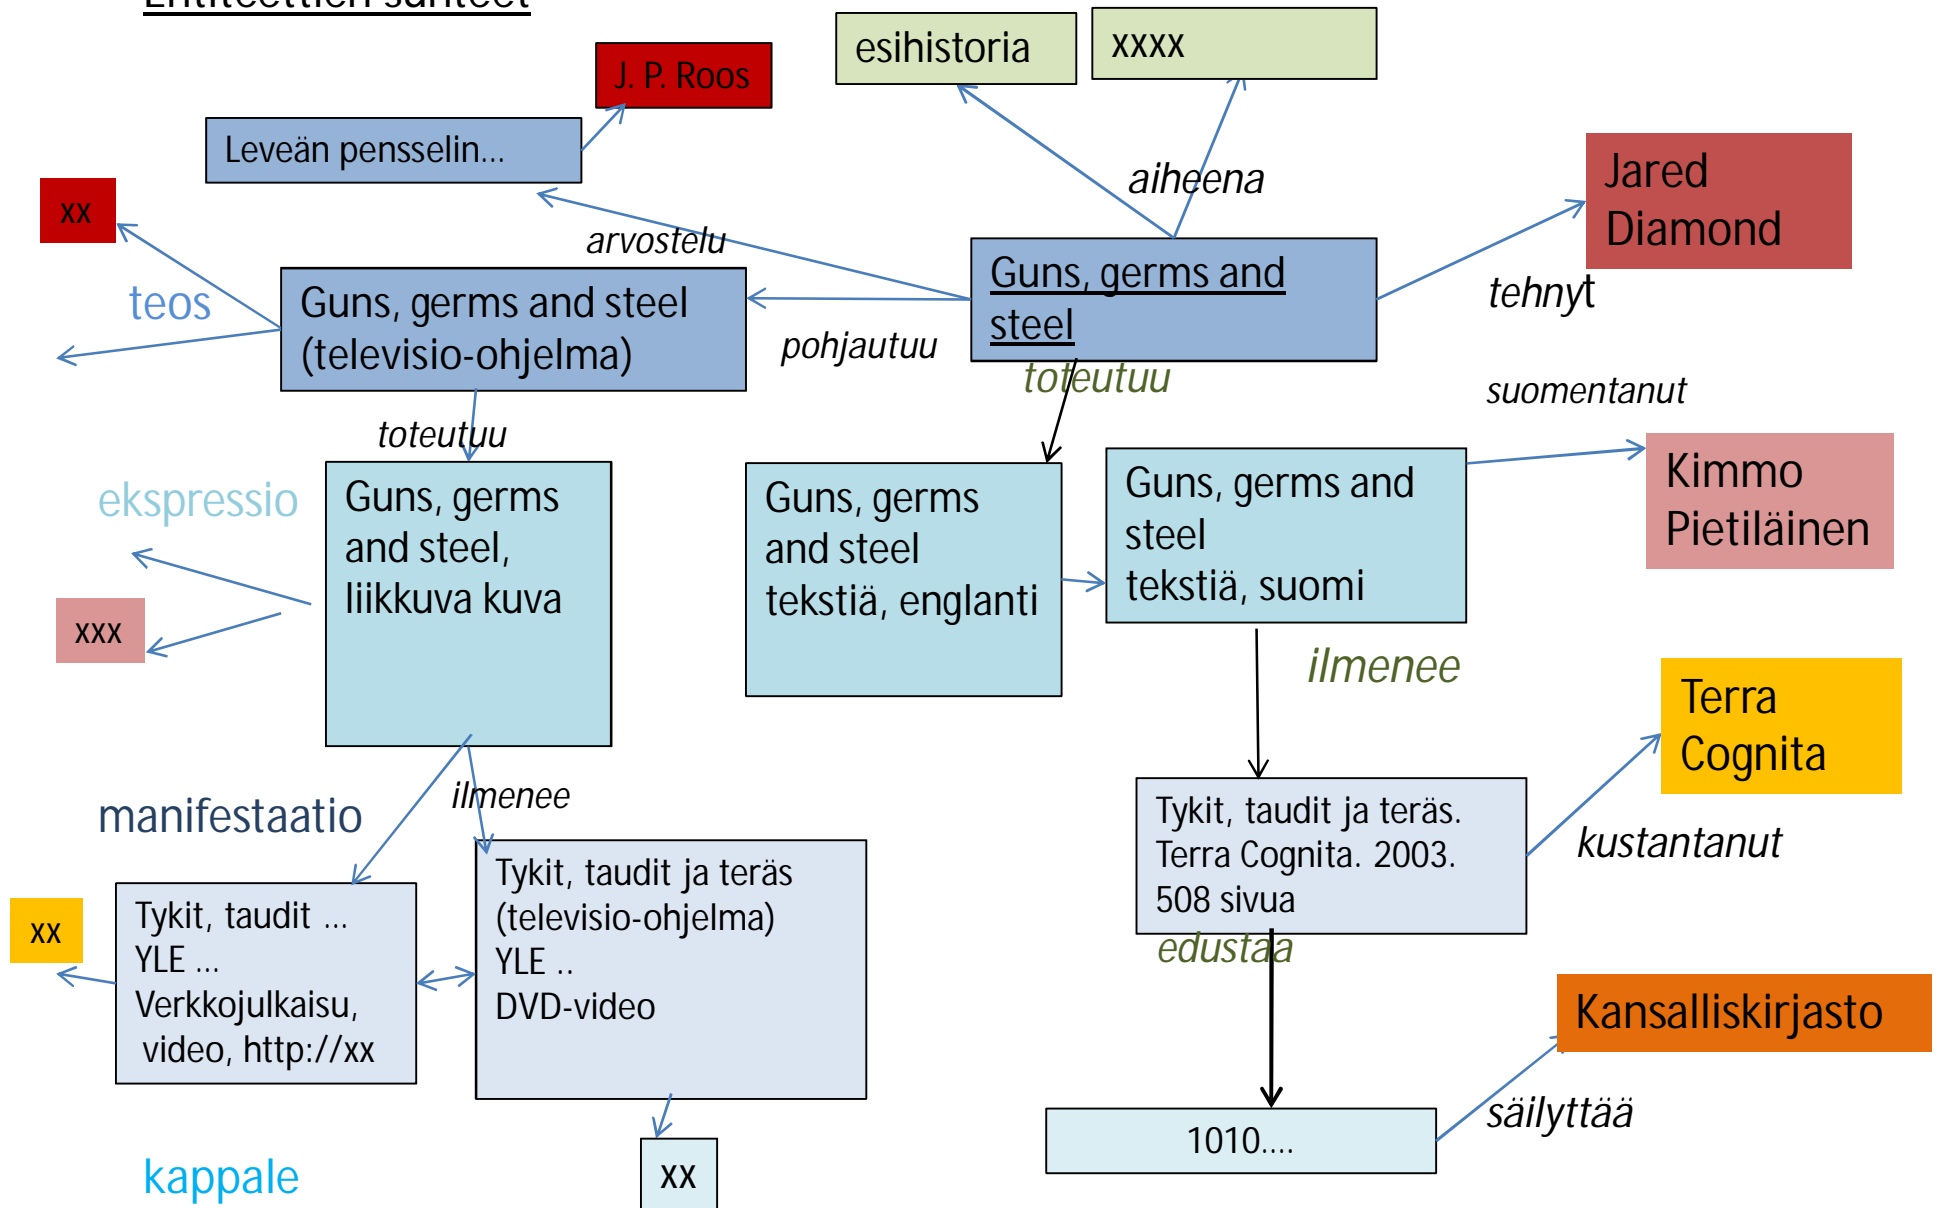 Entiteettien suhteet
J. P. Roos
esihistoria
xxxx
Leveän pensselin...
aiheena
Jared
Diamond
xx
arvostelu
teos
Guns, germs and steel
(televisio-ohjelma)
pohjautuu
Guns, germs and
steel
tehnyt
toteutuu
toteutuu
suomentanut
ekspressio
Guns, germs
and steel,
liikkuva kuva
Guns, germs
and steel
tekstiä, englanti
Guns, germs and
steel
tekstiä, suomi
Kimmo
Pietiläinen
xxx
ilmenee
Terra
Cognita
manifestaatio
ilmenee
Tykit, taudit ja teräs.
Terra Cognita. 2003.
508 sivua
kustantanut
xx
Tykit, taudit ...
YLE ...
Verkkojulkaisu,
video, http://xx
Tykit, taudit ja teräs
(televisio-ohjelma)
YLE ..
DVD-video
edustaa
Kansalliskirjasto
säilyttää
1010....
kappale
xx